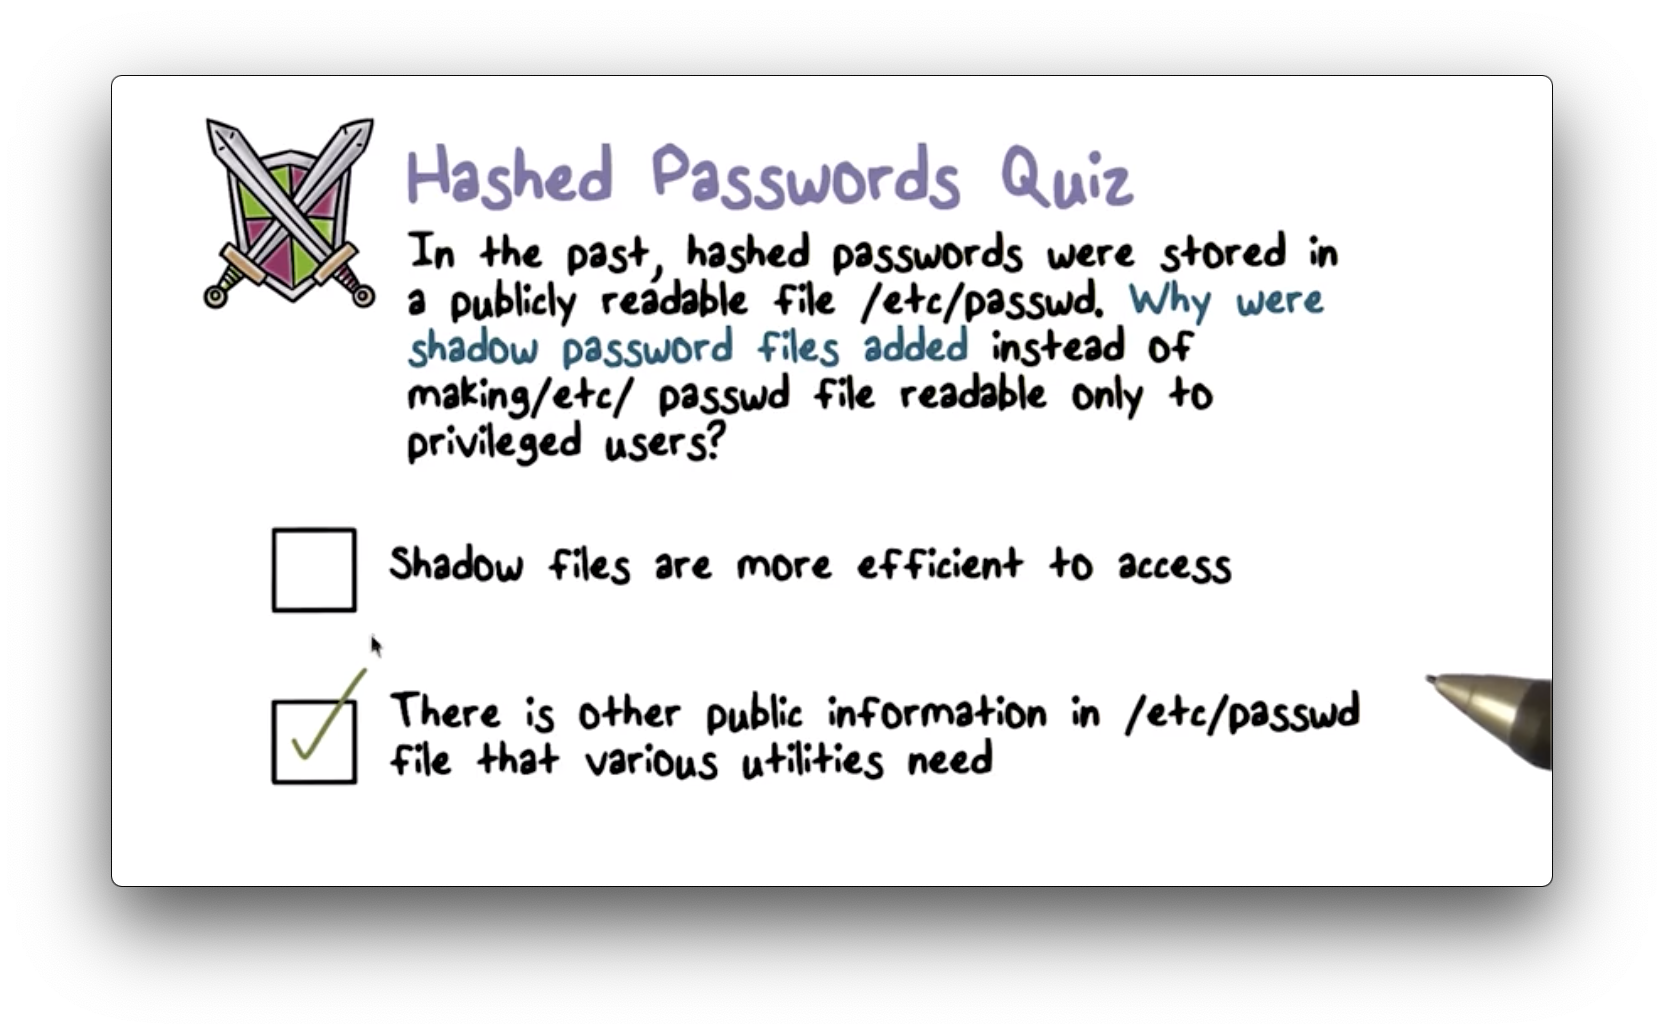 Hashed Passwords Quiz
In the past, hashed passwords were stored in
a publicly readable file /etc/passwd. Why were
shadow password files added instead of
making/etc/ passwd file readable only to
privileged users?
Shadow files are more efficient to access
There is other public information in /etc/passwd
file that various utilities need